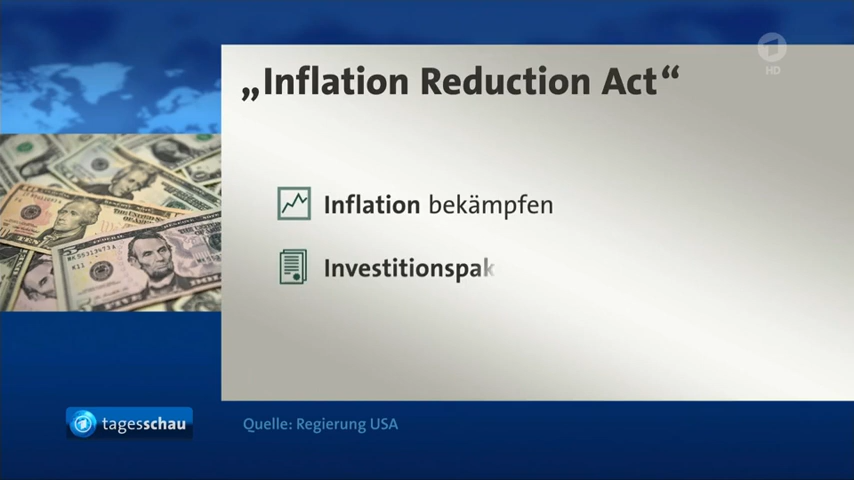 „Inflation Reduction Act“
Inflation bekämpfen
Investitionspak
tagesschau
Quelle: Regierung USA
HD